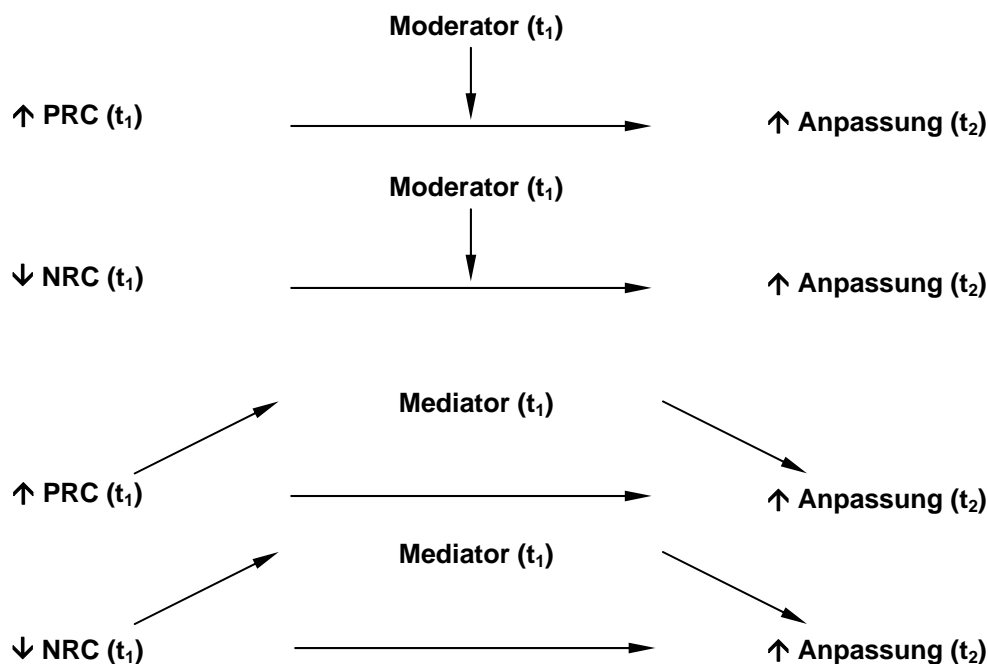 Moderator (t₁)
↑ PRC (t₁) ↑ Anpassung (t₂)
Moderator (t₁)
↓ NRC (t₁) ↑ Anpassung (t₂)
Mediator (t₁)
↑ PRC (t₁) ↑ Anpassung (t₂)
Mediator (t₁)
↓ NRC (t₁) ↑ Anpassung (t₂)